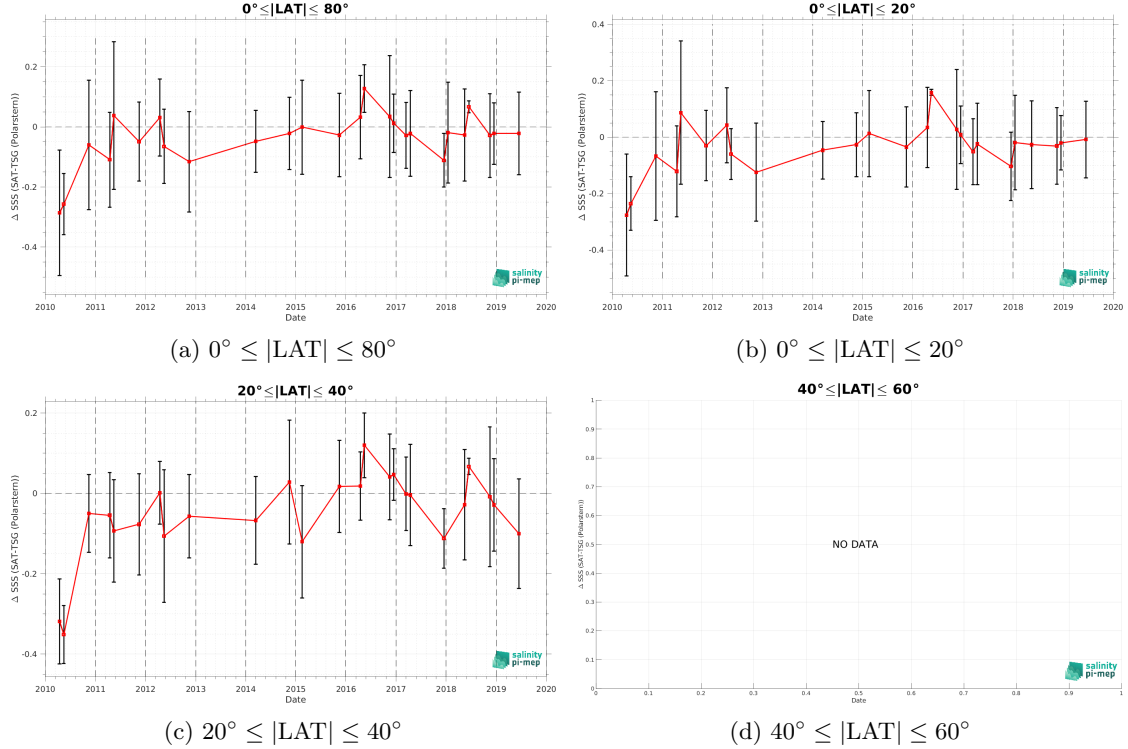 0°≤|LAT|≤ 80°
Δ SSS (SAT-TSG (Polarstern))
0.2
0
-0.2
-0.4
2010 2011 2012 2013 2014 2015 2016 2017 2018 2019 2020
Date
salinity
pi-mep
(a) 0° ≤ |LAT| ≤ 80°
0°≤|LAT|≤ 20°
Δ SSS (SAT-TSG (Polarstern))
0.4
0.2
0
-0.2
-0.4
2010 2011 2012 2013 2014 2015 2016 2017 2018 2019 2020
Date
salinity
pi-mep
(b) 0° ≤ |LAT| ≤ 20°
20°≤|LAT|≤ 40°
Δ SSS (SAT-TSG (Polarstern))
0.2
0
-0.2
-0.4
2010 2011 2012 2013 2014 2015 2016 2017 2018 2019 2020
Date
salinity
pi-mep
(c) 20° ≤ |LAT| ≤ 40°
40°≤|LAT|≤ 60°
Δ SSS (SAT-TSG (Polarstern))
1
0.9
0.8
0.7
0.6
0.5
0.4
0.3
0.2
0.1
0
NO DATA
0 0.1 0.2 0.3 0.4 0.5 0.6 0.7 0.8 0.9 1
Date
salinity
pi-mep
(d) 40° ≤ |LAT| ≤ 60°